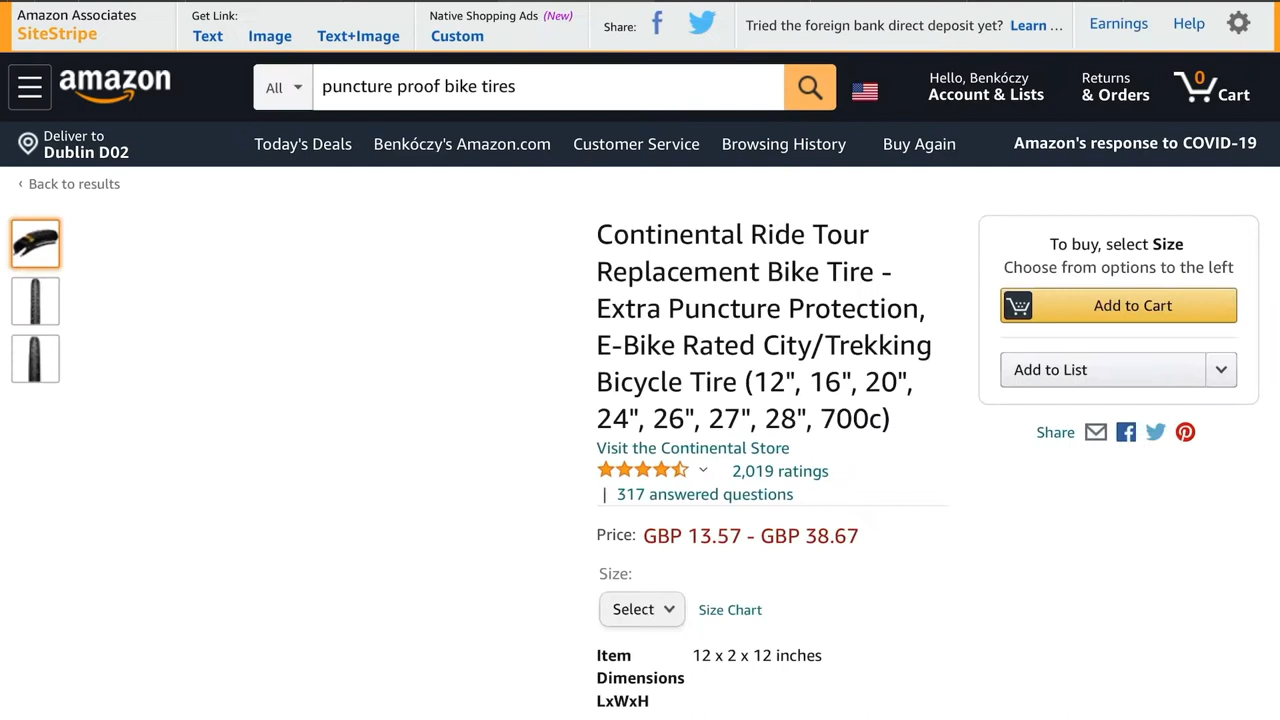 Amazon Associates
SiteStripe
Get Link:
Text Image Text+Image
Native Shopping Ads (New)
Custom
Share:
Tried the foreign bank direct deposit yet? Learn ...
Earnings
Help
amazon
All
puncture proof bike tires
Hello, Benkóczy
Account & Lists
Returns
& Orders
0
Cart
Deliver to
Dublin D02
Today's Deals
Benkóczy's Amazon.com
Customer Service
Browsing History
Buy Again
Amazon's response to COVID-19
‹ Back to results
Continental Ride Tour
Replacement Bike Tire -
Extra Puncture Protection,
E-Bike Rated City/Trekking
Bicycle Tire (12", 16", 20",
24", 26", 27", 28", 700c)
Visit the Continental Store
2,019 ratings
| 317 answered questions
Price: GBP 13.57 - GBP 38.67
Size:
Select
Size Chart
Item 12 x 2 x 12 inches
Dimensions
LxWxH
To buy, select Size
Choose from options to the left
Add to Cart
Add to List
Share